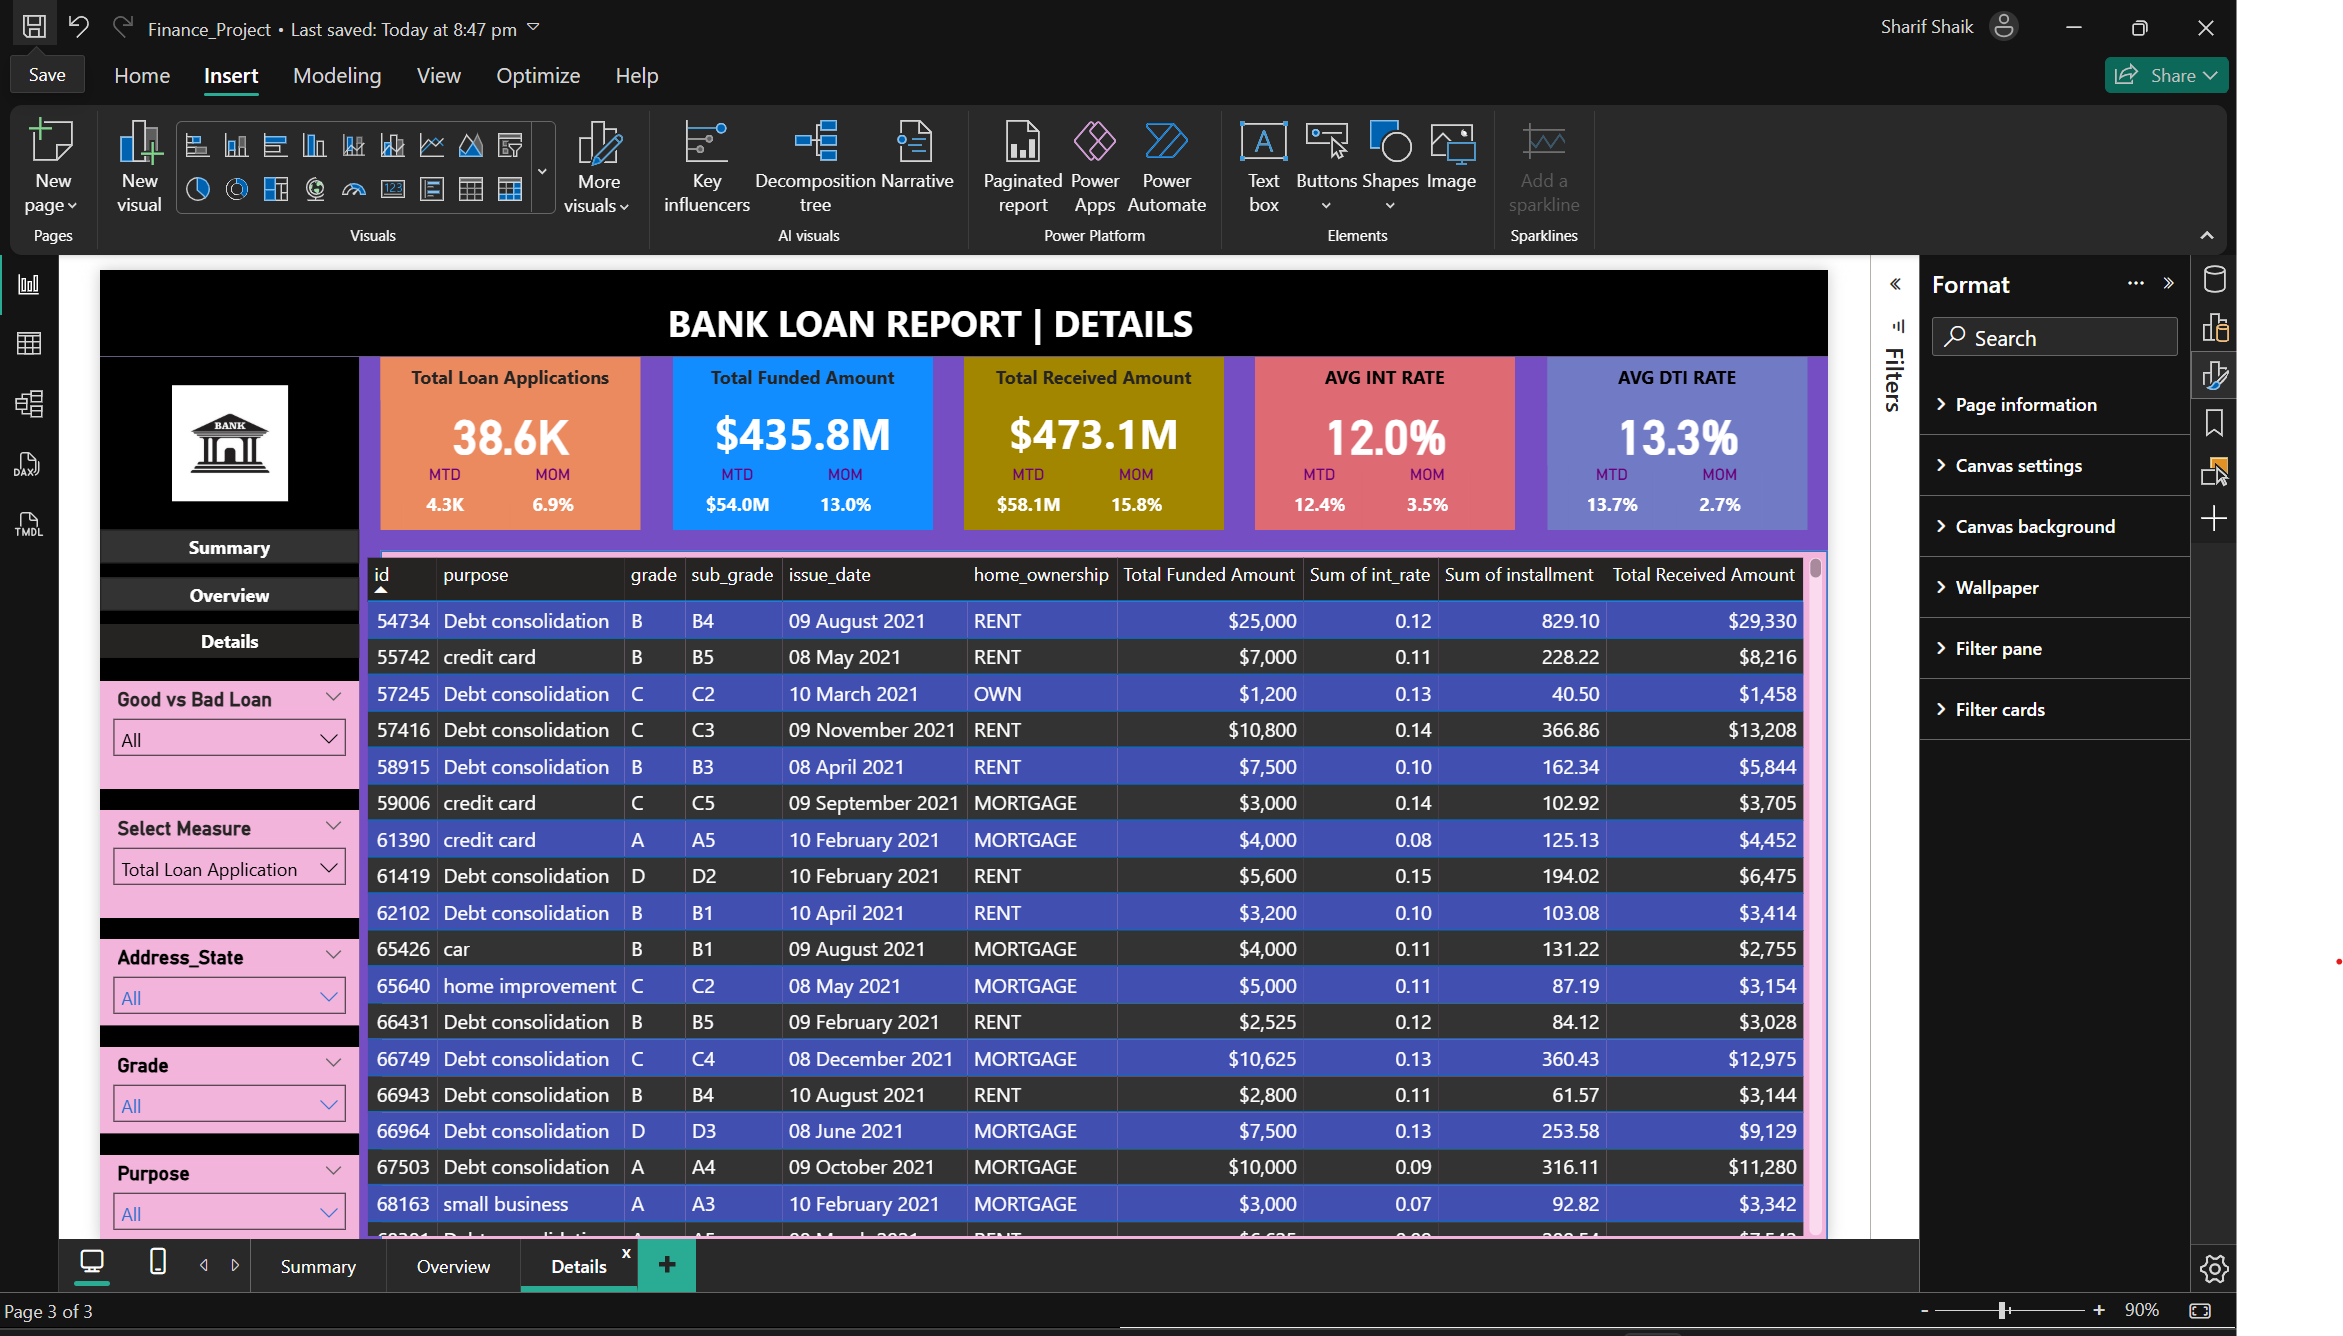 Finance_Project • Last saved: Today at 8:47 pm
Sharif Shaik
Save
Home Insert Modeling View Optimize Help
Share
New page
Pages
New visual
123
More visuals
Visuals
Key influencers
Decomposition tree
Narrative
AI visuals
Paginated report
Power Apps
Power Automate
Power Platform
Text box
Buttons
Shapes
Image
Elements
Add a sparkline
Sparklines
DAX
TMDL
BANK LOAN REPORT | DETAILS
BANK
Total Loan Applications
38.6K
MTD MOM
4.3K 6.9%
Total Funded Amount
$435.8M
MTD MOM
$54.0M 13.0%
Total Received Amount
$473.1M
MTD MOM
$58.1M 15.8%
AVG INT RATE
12.0%
MTD MOM
12.4% 3.5%
AVG DTI RATE
13.3%
MTD MOM
13.7% 2.7%
Summary
Overview
Details
Good vs Bad Loan
All
Select Measure
Total Loan Application
Address_State
All
Grade
All
Purpose
All
id purpose grade sub_grade issue_date home_ownership Total Funded Amount Sum of int_rate Sum of installment Total Received Amount
54734 Debt consolidation B B4 09 August 2021 RENT $25,000 0.12 829.10 $29,330
55742 credit card B B5 08 May 2021 RENT $7,000 0.11 228.22 $8,216
57245 Debt consolidation C C2 10 March 2021 OWN $1,200 0.13 40.50 $1,458
57416 Debt consolidation C C3 09 November 2021 RENT $10,800 0.14 366.86 $13,208
58915 Debt consolidation B B3 08 April 2021 RENT $7,500 0.10 162.34 $5,844
59006 credit card C C5 09 September 2021 MORTGAGE $3,000 0.14 102.92 $3,705
61390 credit card A A5 10 February 2021 MORTGAGE $4,000 0.08 125.13 $4,452
61419 Debt consolidation D D2 10 February 2021 RENT $5,600 0.15 194.02 $6,475
62102 Debt consolidation B B1 10 April 2021 RENT $3,200 0.10 103.08 $3,414
65426 car B B1 09 August 2021 MORTGAGE $4,000 0.11 131.22 $2,755
65640 home improvement C C2 08 May 2021 MORTGAGE $5,000 0.11 87.19 $3,154
66431 Debt consolidation B B5 09 February 2021 RENT $2,525 0.12 84.12 $3,028
66749 Debt consolidation C C4 08 December 2021 MORTGAGE $10,625 0.13 360.43 $12,975
66943 Debt consolidation B B4 10 August 2021 RENT $2,800 0.11 61.57 $3,144
66964 Debt consolidation D D3 08 June 2021 MORTGAGE $7,500 0.13 253.58 $9,129
67503 Debt consolidation A A4 09 October 2021 MORTGAGE $10,000 0.09 316.11 $11,280
68163 small business A A3 10 February 2021 MORTGAGE $3,000 0.07 92.82 $3,342
Filters
Format
Search
Page information
Canvas settings
Canvas background
Wallpaper
Filter pane
Filter cards
Summary Overview Details x
Page 3 of 3
- + 90%